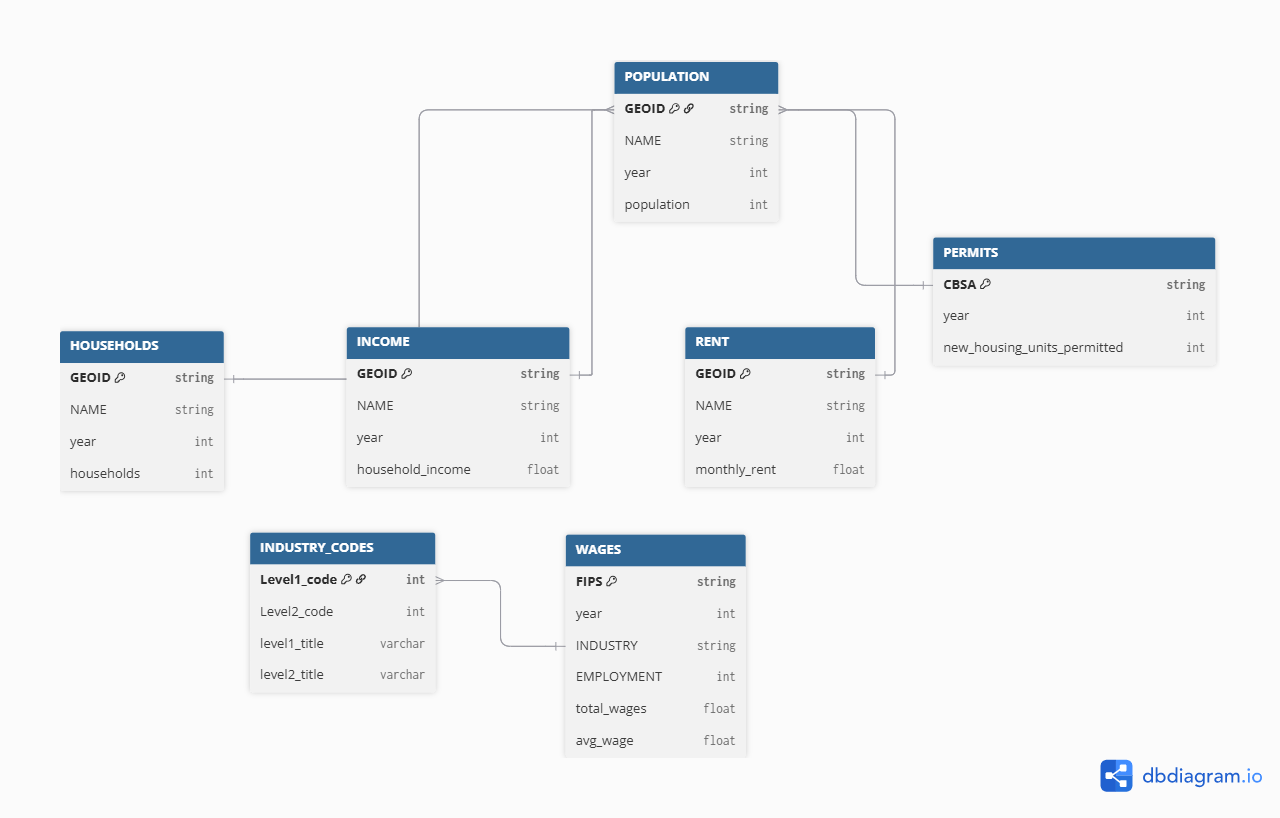 POPULATION
GEOID string
NAME string
year int
population int
PERMITS
CBSA string
year int
new_housing_units_permitted int
HOUSEHOLDS
GEOID string
NAME string
year int
households int
INCOME
GEOID string
NAME string
year int
household_income float
RENT
GEOID string
NAME string
year int
monthly_rent float
INDUSTRY_CODES
Level1_code int
Level2_code int
level1_title varchar
level2_title varchar
WAGES
FIPS string
year int
INDUSTRY string
EMPLOYMENT int
total_wages float
avg_wage float
dbdiagram.io